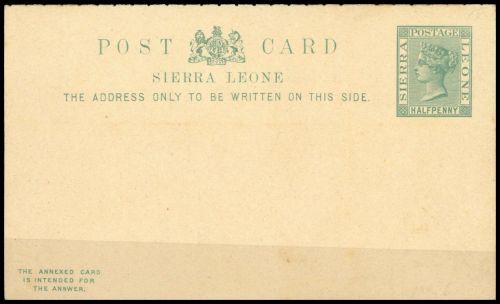 POST CARD
SIERRA LEONE
THE ADDRESS ONLY TO BE WRITTEN ON THIS SIDE.
POSTAGE
SIERRA
LEONE
HALFPENNY
THE ANNEXED CARD
IS INTENDED FOR
THE ANSWER.